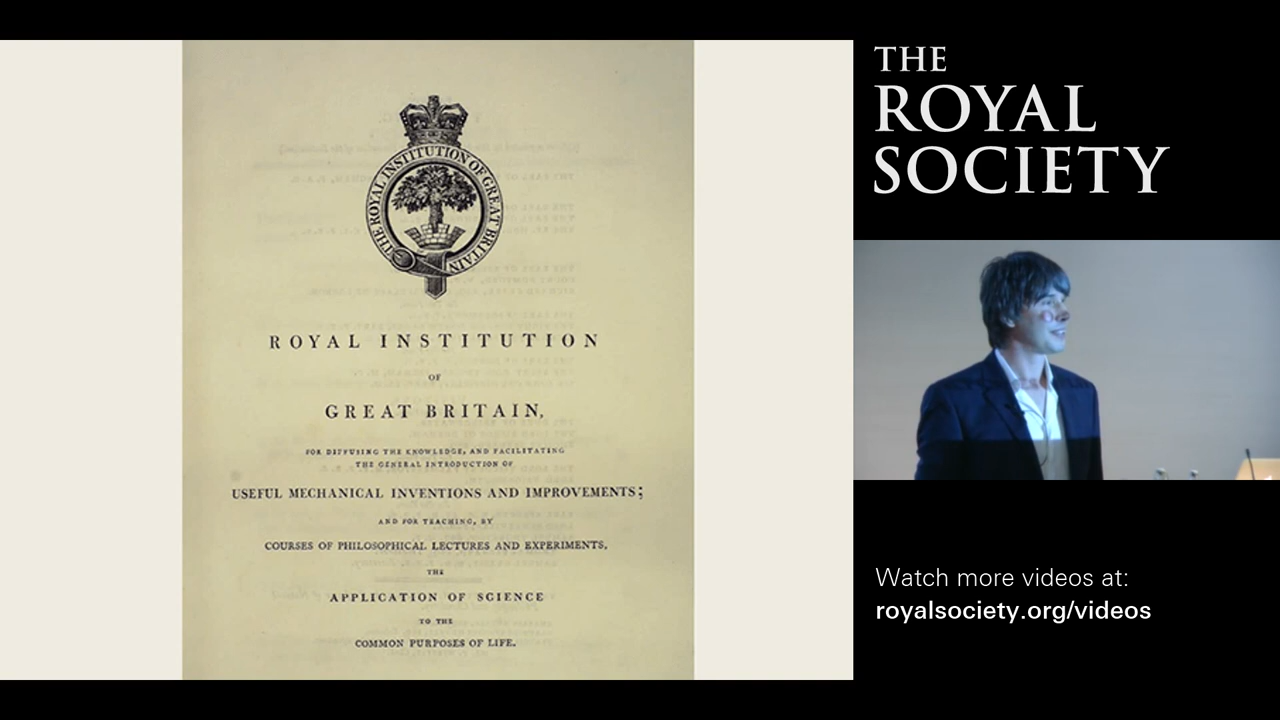 THE ROYAL INSTITUTION OF GREAT BRITAIN
ROYAL INSTITUTION
OF
GREAT BRITAIN,
FOR DIFFUSING THE KNOWLEDGE, AND FACILITATING
THE GENERAL INTRODUCTION OF
USEFUL MECHANICAL INVENTIONS AND IMPROVEMENTS;
AND FOR TEACHING, BY
COURSES OF PHILOSOPHICAL LECTURES AND EXPERIMENTS,
THE
APPLICATION OF SCIENCE
TO THE
COMMON PURPOSES OF LIFE.
THE
ROYAL
SOCIETY
Watch more videos at:
royalsociety.org/videos